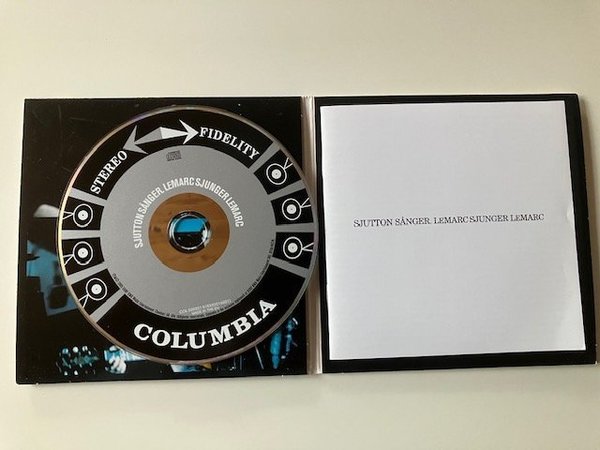 STEREO FIDELITY
SJUTTON SÅNGER. LEMARC SJUNGER LEMARC
COLUMBIA
SJUTTON SÅNGER. LEMARC SJUNGER LEMARC